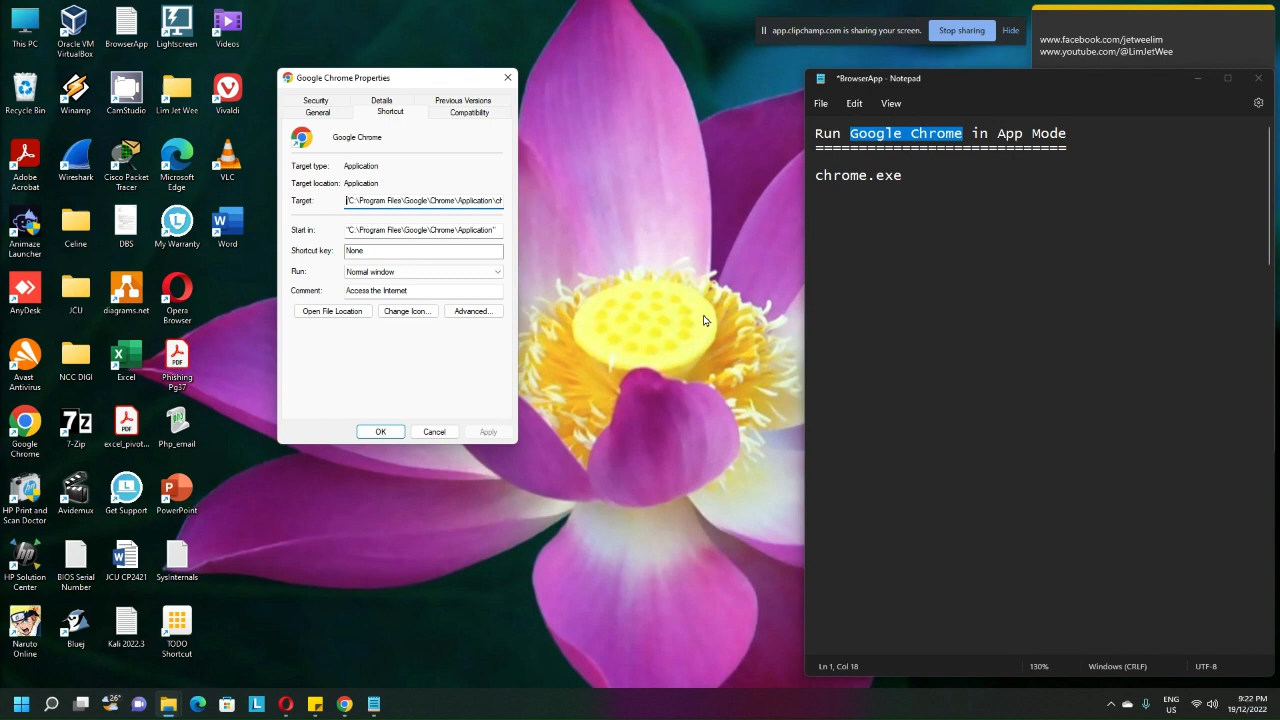 This PC
Oracle VM
VirtualBox
BrowserApp
Lightscreen
Videos
app.clipchamp.com is sharing your screen.
Stop sharing
Hide
www.facebook.com/jetweelim
www.youtube.com/@LimJetWee
Recycle Bin
Winamp
CamStudio
Lim Jet Wee
Vivaldi
Adobe
Acrobat
Wireshark
Cisco Packet
Tracer
Microsoft
Edge
VLC
Animaze
Launcher
Celine
DBS
My Warranty
Word
AnyDesk
JCU
diagrams.net
Opera
Browser
Avast
Antivirus
NCC DIGI
Excel
PDF
Phishing
Pg37
Google
Chrome
7-Zip
PDF
excel_pivot...
Php_email
HP Print and
Scan Doctor
Avidemux
Get Support
PowerPoint
HP Solution
Center
BIOS Serial
Number
JCU CP2421
SysInternals
Naruto
Online
Bluej
Kali 2022.3
TODO
Shortcut
Google Chrome Properties
Security
Details
Previous Versions
General
Shortcut
Compatibility
Google Chrome
Target type: Application
Target location: Application
Target: "C:\Program Files\Google\Chrome\Application\ch
Start in: "C:\Program Files\Google\Chrome\Application"
Shortcut key: None
Run: Normal window
Comment: Access the Internet
Open File Location
Change Icon...
Advanced...
OK
Cancel
Apply
*BrowserApp - Notepad
File
Edit
View
Run Google Chrome in App Mode
=============================
chrome.exe
Ln 1, Col 18
130%
Windows (CRLF)
UTF-8
26°
ENG
US
9:22 PM
19/12/2022